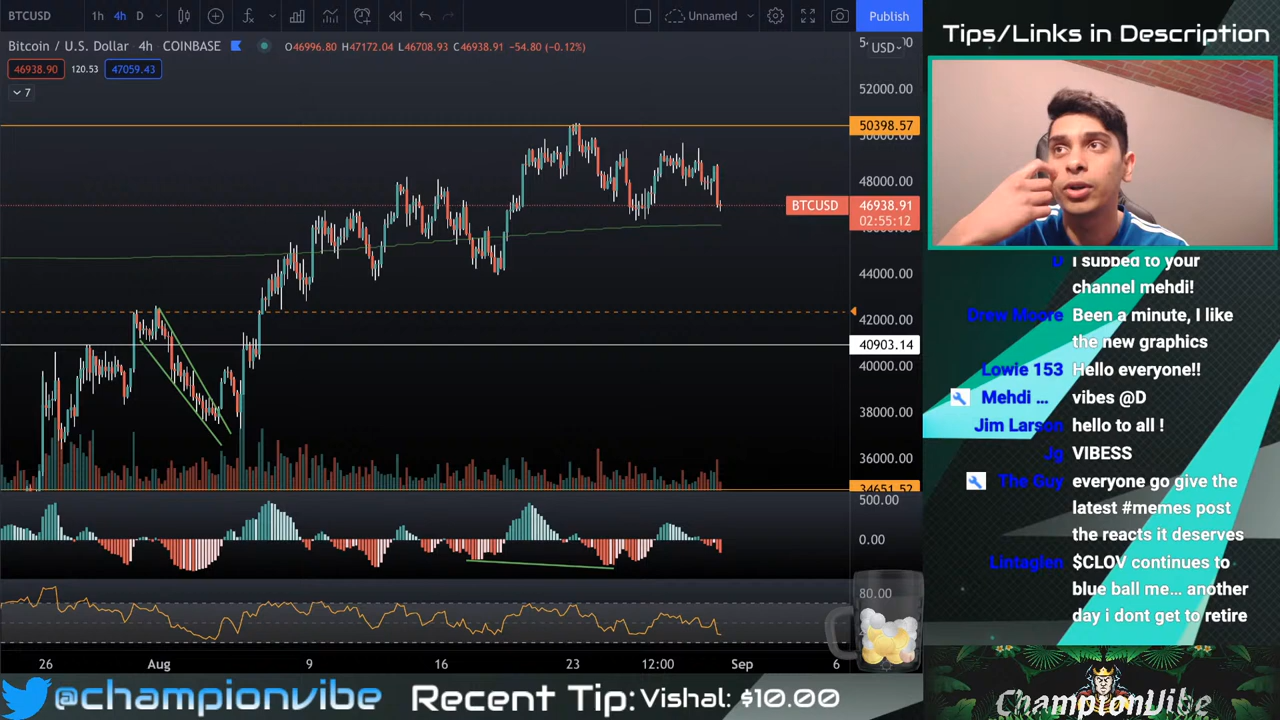 BTCUSD 1h 4h D Unnamed Publish
Bitcoin / U.S. Dollar 4h COINBASE O46996.80 H47172.04 L46708.93 C46938.91 −54.80 (−0.12%)
USD
46938.90 120.53 47059.43
7
52000.00
50398.57
48000.00
BTCUSD 46938.91
02:55:12
44000.00
42000.00
40903.14
40000.00
38000.00
36000.00
34651.52
500.00
0.00
80.00
26 Aug 9 16 23 12:00 Sep 6
Tips/Links in Description
I subbed to your
channel mehdi!
Drew Moore Been a minute, I like
the new graphics
Lowie 153 Hello everyone!!
Mehdi ... vibes @D
Jim Larson hello to all !
Jg VIBESS
The Guy everyone go give the
latest #memes post
the reacts it deserves
Lintaglen $CLOV continues to
blue ball me... another
day i dont get to retire
@championvibe Recent Tip: Vishal: $10.00
ChampionVibe